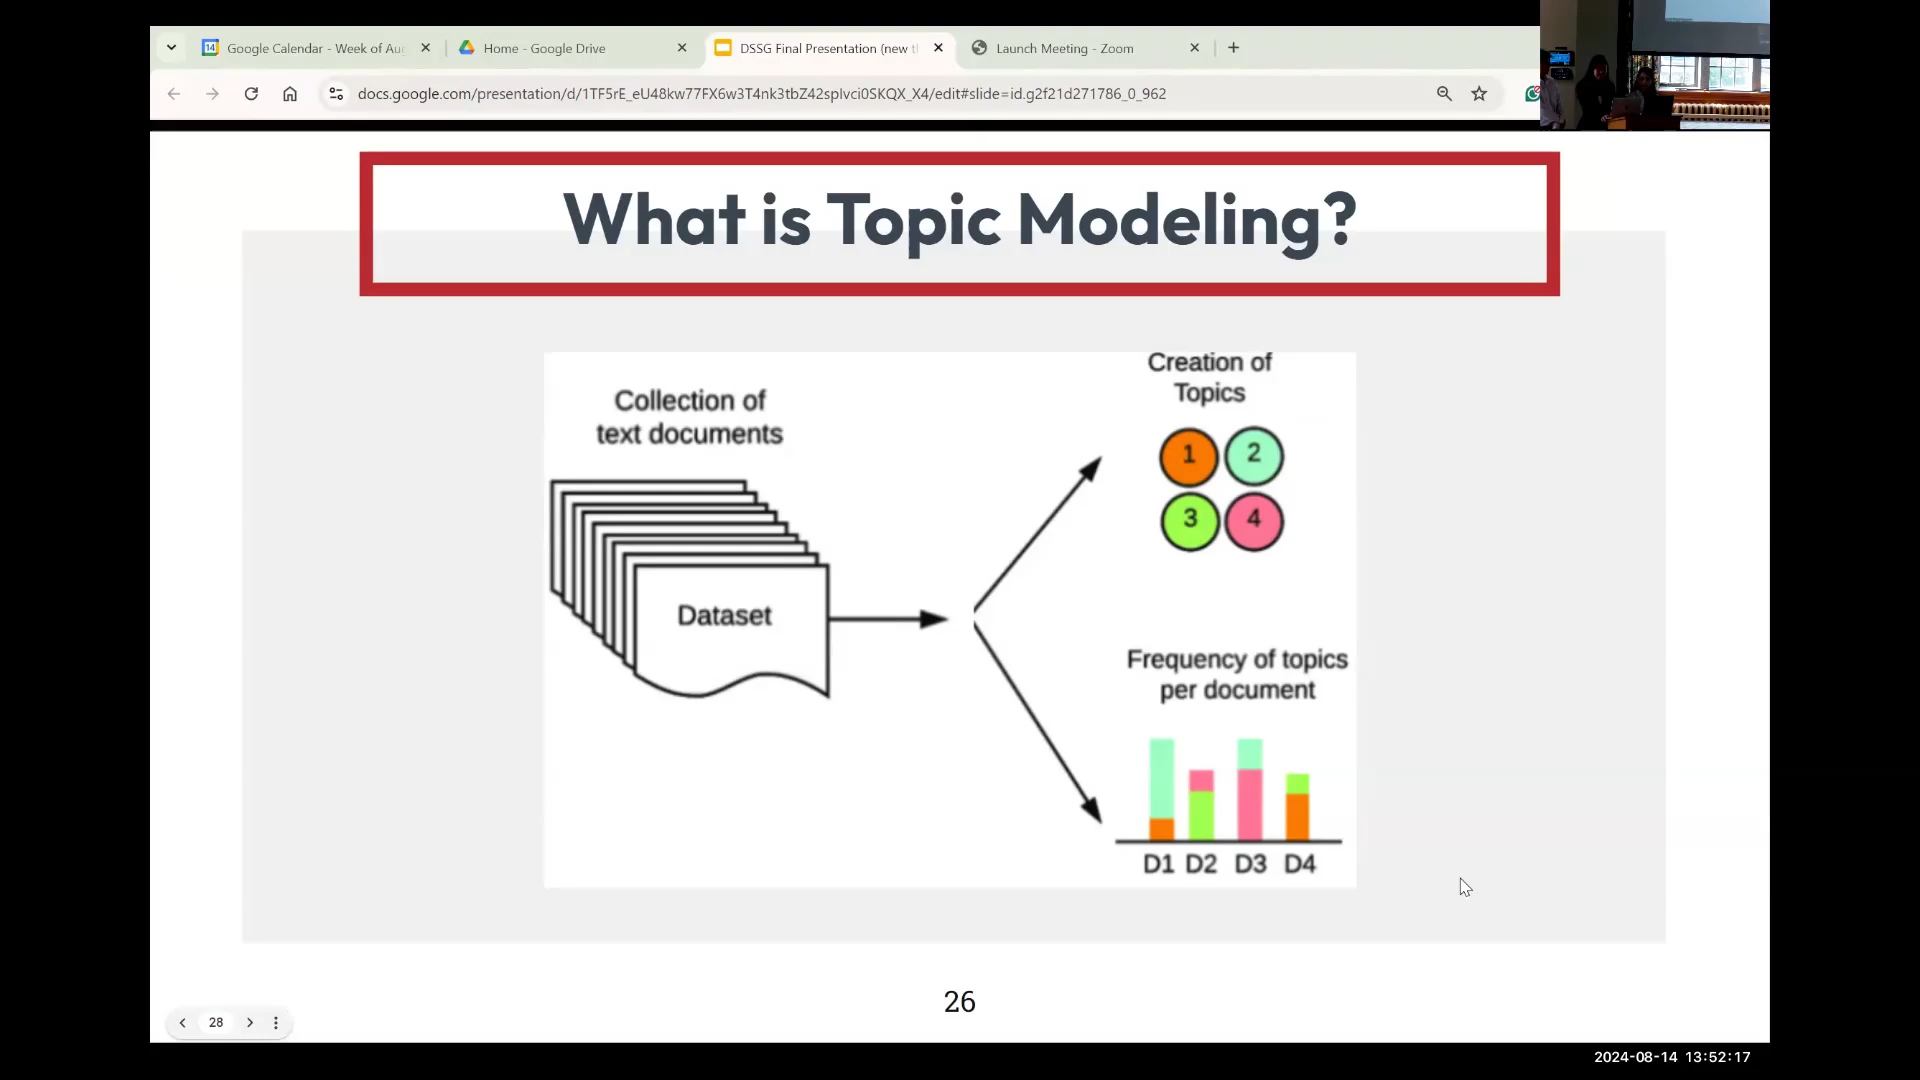 Google Calendar - Week of Au
Home - Google Drive
DSSG Final Presentation (new t
Launch Meeting - Zoom
docs.google.com/presentation/d/1TF5rE_eU48kw77FX6w3T4nk3tbZ42spIvci0SKQX_X4/edit#slide=id.g2f21d271786_0_962
What is Topic Modeling?
Collection of
text documents
Dataset
Creation of
Topics
1 2
3 4
Frequency of topics
per document
D1 D2 D3 D4
26
28
2024-08-14 13:52:17